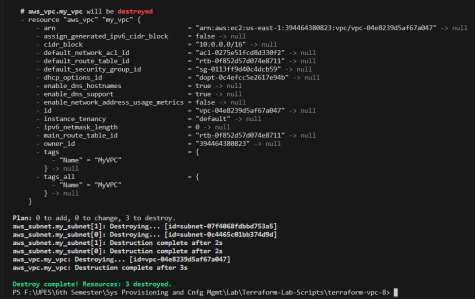 # aws_vpc.my_vpc will be destroyed
- resource "aws_vpc" "my_vpc" {
- arn = "arn:aws:ec2:us-east-1:394464380823:vpc/vpc-04e8239d5af67a047" -> null
- assign_generated_ipv6_cidr_block = false -> null
- cidr_block = "10.0.0.0/16" -> null
- default_network_acl_id = "acl-0275e51fcd8d330f2" -> null
- default_route_table_id = "rtb-0f852d57d074e8711" -> null
- default_security_group_id = "sg-0113ff9d40c4dcb59" -> null
- dhcp_options_id = "dopt-0c4efcc5e2617e94b" -> null
- enable_dns_hostnames = true -> null
- enable_dns_support = true -> null
- enable_network_address_usage_metrics = false -> null
- id = "vpc-04e8239d5af67a047" -> null
- instance_tenancy = "default" -> null
- ipv6_netmask_length = 0 -> null
- main_route_table_id = "rtb-0f852d57d074e8711" -> null
- owner_id = "394464380823" -> null
- tags = {
- "Name" = "MyVPC"
} -> null
- tags_all = {
- "Name" = "MyVPC"
} -> null
}
Plan: 0 to add, 0 to change, 3 to destroy.
aws_subnet.my_subnet[1]: Destroying... [id=subnet-07f4068fdbbd753a5]
aws_subnet.my_subnet[0]: Destroying... [id=subnet-0c4465c01bb374d9d]
aws_subnet.my_subnet[1]: Destruction complete after 2s
aws_subnet.my_subnet[0]: Destruction complete after 2s
aws_vpc.my_vpc: Destroying... [id=vpc-04e8239d5af67a047]
aws_vpc.my_vpc: Destruction complete after 3s
Destroy complete! Resources: 3 destroyed.
PS F:\UPES\6th Semester\Sys Provisioning and Cnfg Mgmt\Lab\Terraform-Lab-Scripts\terraform-vpc-8>